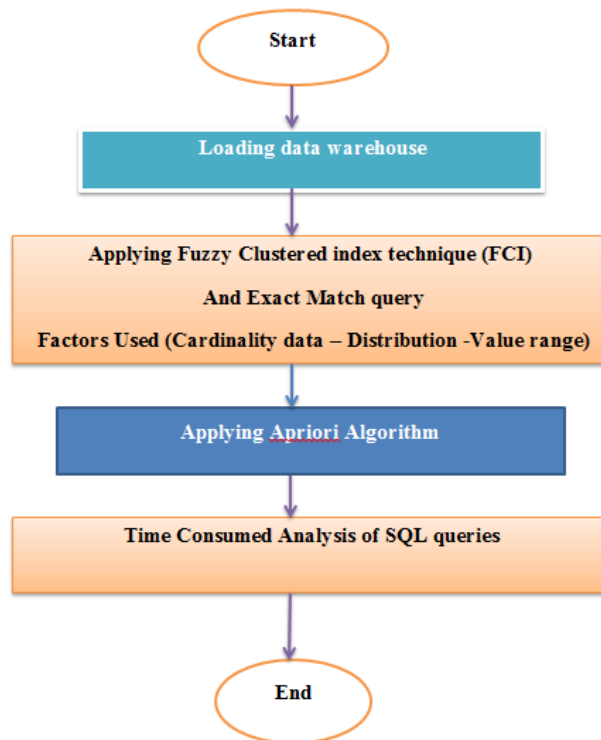 Start
Loading data warehouse
Applying Fuzzy Clustered index technique (FCI)
And Exact Match query
Factors Used (Cardinality data – Distribution -Value range)
Applying Apriori Algorithm
Time Consumed Analysis of SQL queries
End